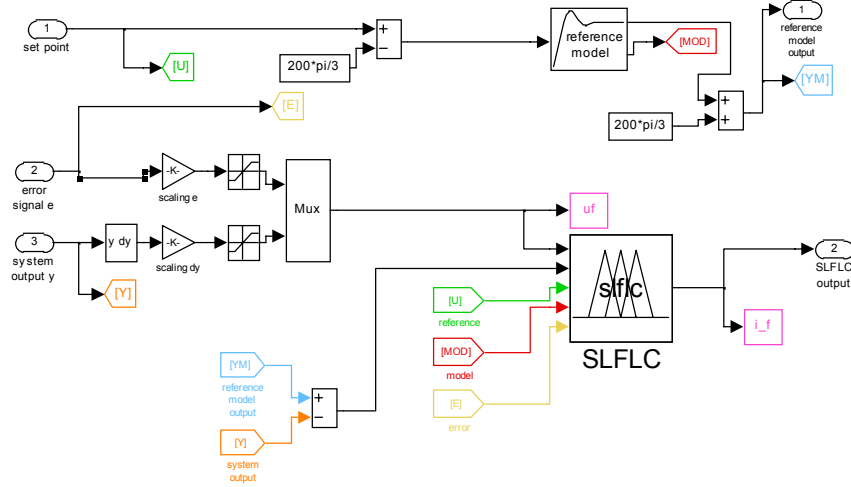 1
set point
[U]
+
−
200*pi/3
reference
model
[MOD]
1
reference
model
output
[YM]
+
+
200*pi/3
[E]
2
error
signal e
-K-
scaling e
Mux
3
system
output y
y dy
-K-
scaling dy
[Y]
uf
slflc
SLFLC
2
SLFLC
output
i_f
[U]
reference
[MOD]
model
[E]
error
[YM]
reference
model
output
+
−
[Y]
system
output